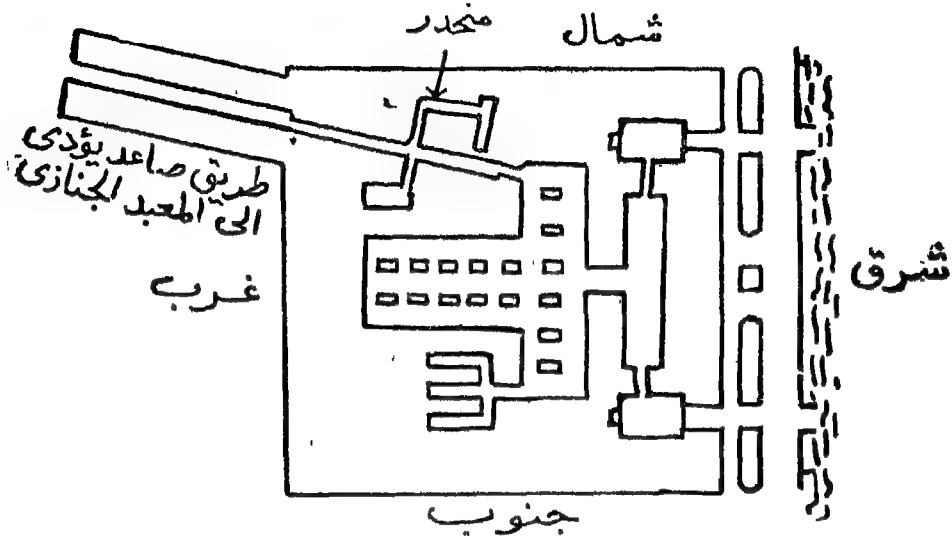 شمال
منحدر
طريق صاعد يؤدى
الى المعبد الجنازى
غرب
شرق
جنوب